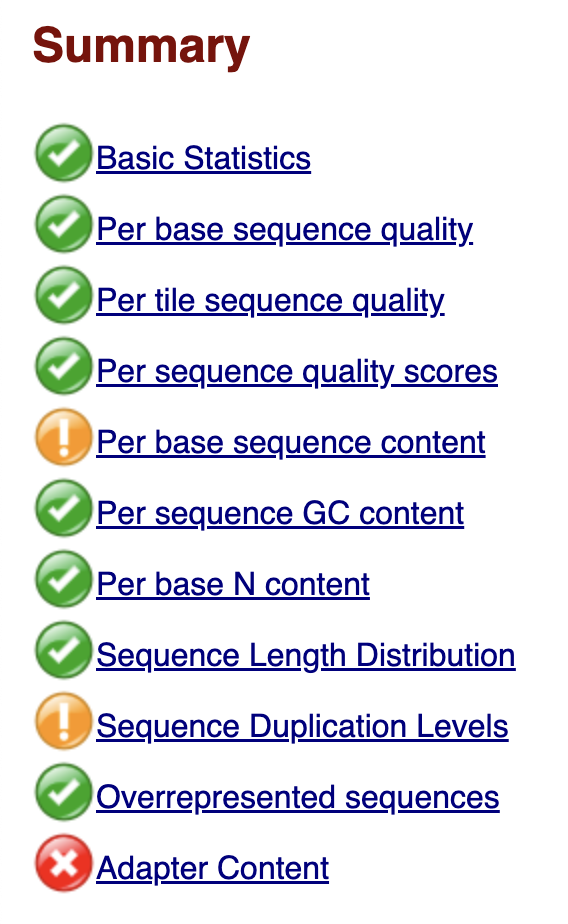 Summary
Basic Statistics
Per base sequence quality
Per tile sequence quality
Per sequence quality scores
Per base sequence content
Per sequence GC content
Per base N content
Sequence Length Distribution
Sequence Duplication Levels
Overrepresented sequences
Adapter Content